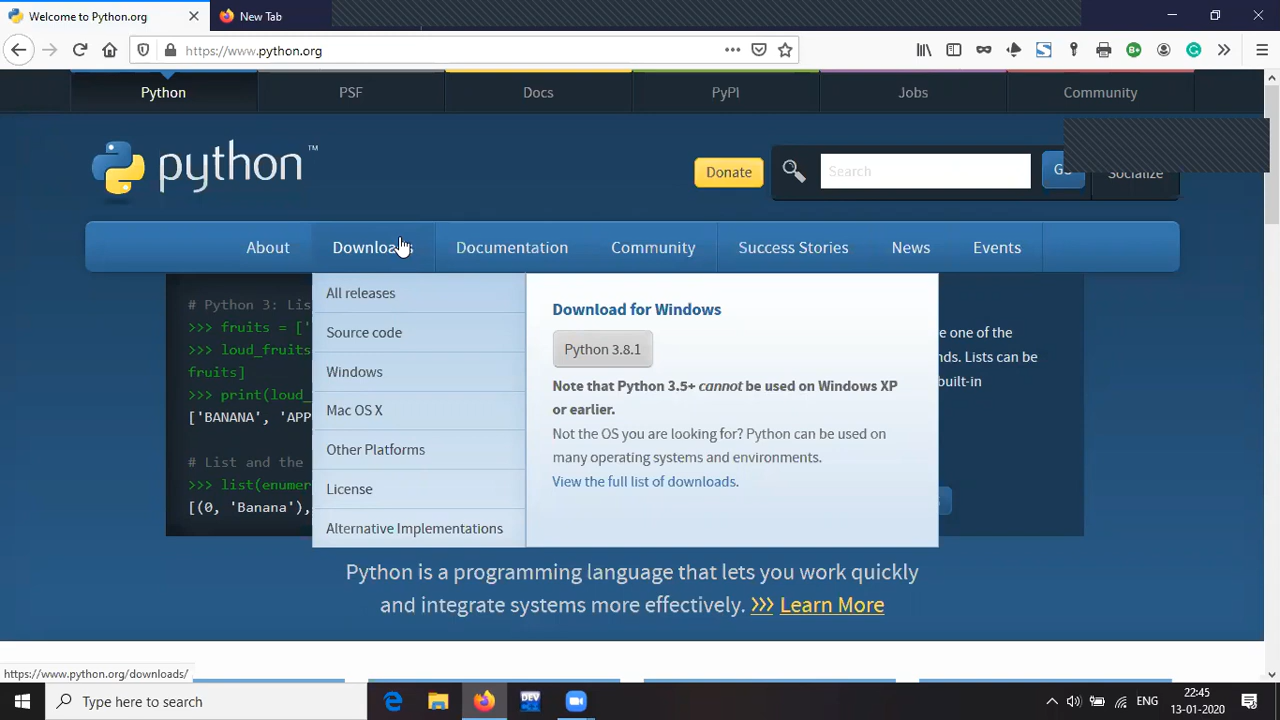 Welcome to Python.org
New Tab
https://www.python.org
Python
PSF
Docs
PyPI
Jobs
Community
python™
Donate
Search
Socialize
About
Downloads
Documentation
Community
Success Stories
News
Events
All releases
Source code
Windows
Mac OS X
Other Platforms
License
Alternative Implementations
Download for Windows
Python 3.8.1
Note that Python 3.5+ cannot be used on Windows XP
or earlier.
Not the OS you are looking for? Python can be used on
many operating systems and environments.
View the full list of downloads.
# Python 3:
>>> fruits = ['
>>> loud_fruits
fruits]
>>> print(loud_
['BANANA',
# List and the
>>> list(enumer
[(0, 'Banana'),
one of the
Lists can be
Python is a programming language that lets you work quickly
and integrate systems more effectively. >>> Learn More
https://www.python.org/downloads/
Type here to search
DEV
ENG
22:45
13-01-2020